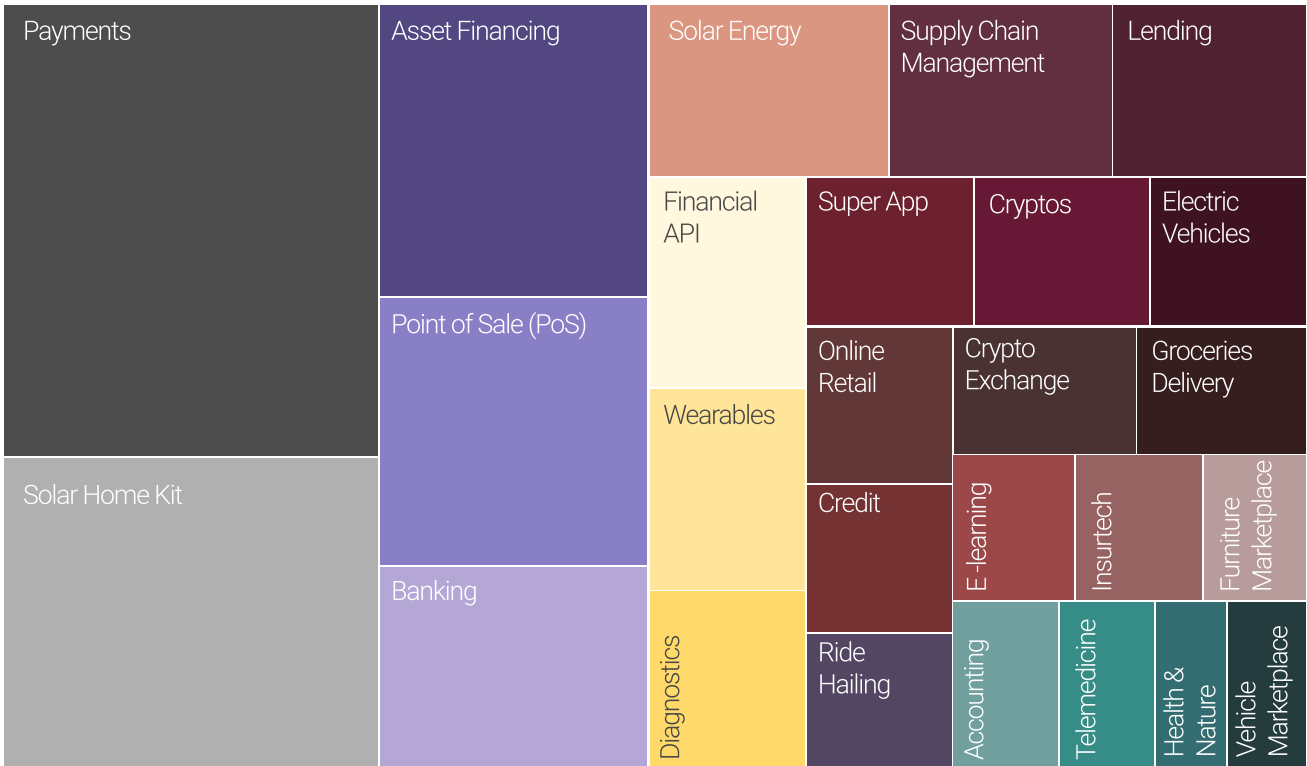 Payments
Asset Financing
Solar Energy
Supply Chain
Management
Lending
Financial
API
Super App
Cryptos
Electric
Vehicles
Solar Home Kit
Point of Sale (PoS)
Wearables
Online
Retail
Crypto
Exchange
Groceries
Delivery
Banking
Diagnostics
Credit
E -learning
Insurtech
Furniture
Marketplace
Ride
Hailing
Accounting
Telemedicine
Health &
Nature
Vehicle
Marketplace